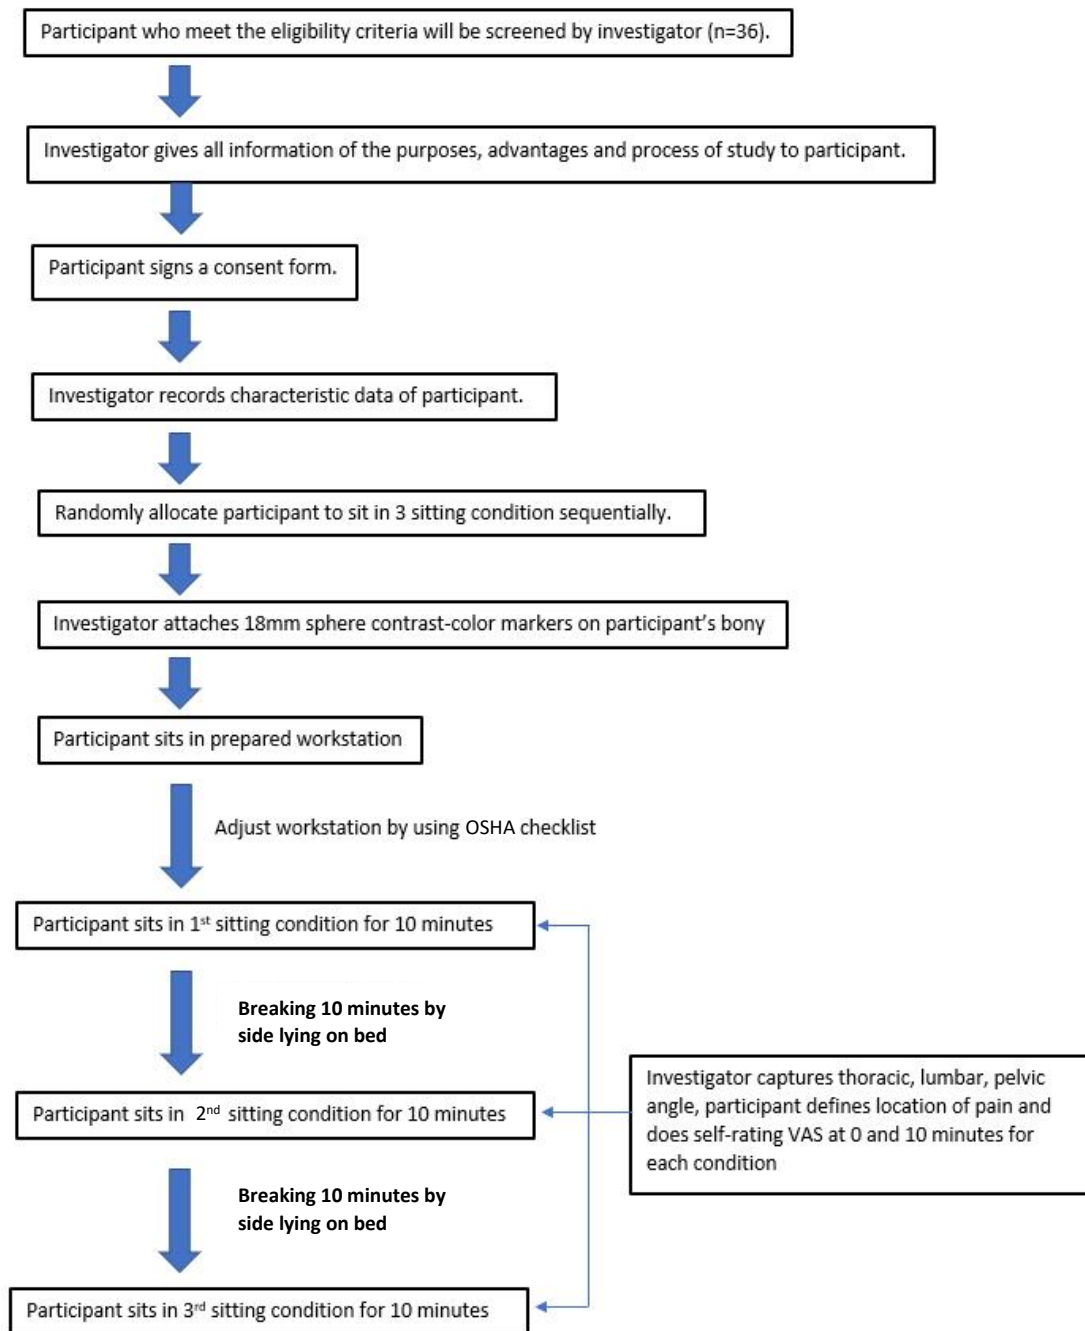 Participant who meet the eligibility criteria will be screened by investigator (n=36).
Investigator gives all information of the purposes, advantages and process of study to participant.
Participant signs a consent form.
Investigator records characteristic data of participant.
Randomly allocate participant to sit in 3 sitting condition sequentially.
Investigator attaches 18mm sphere contrast-color markers on participant's bony
Participant sits in prepared workstation
Adjust workstation by using OSHA checklist
Participant sits in 1st sitting condition for 10 minutes
Breaking 10 minutes by
side lying on bed
Participant sits in 2nd sitting condition for 10 minutes
Investigator captures thoracic, lumbar, pelvic
angle, participant defines location of pain and
does self-rating VAS at 0 and 10 minutes for
each condition
Breaking 10 minutes by
side lying on bed
Participant sits in 3rd sitting condition for 10 minutes